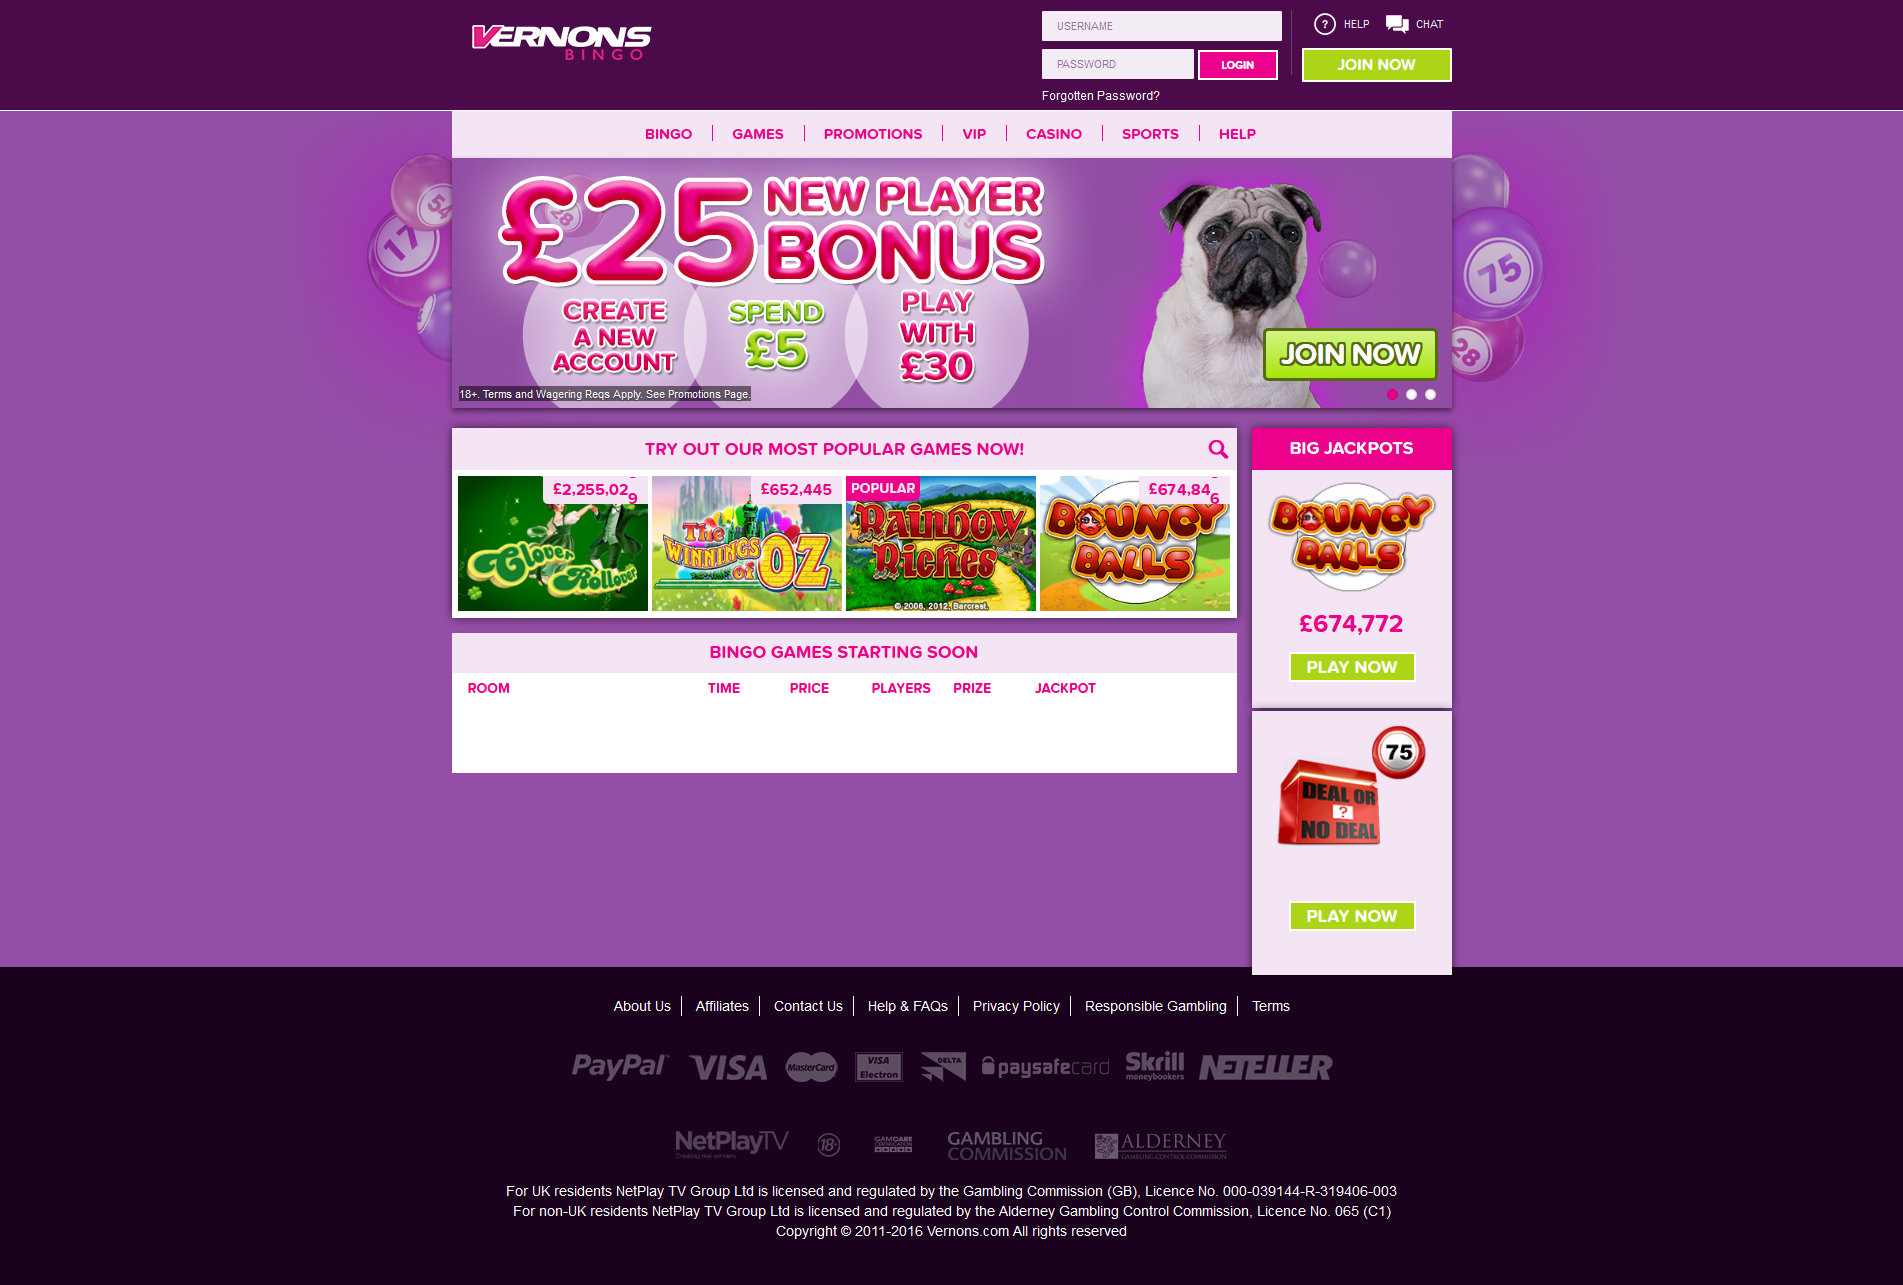 VERNONS
BINGO
USERNAME
PASSWORD
LOGIN
Forgotten Password?
? HELP
CHAT
JOIN NOW
BINGO
GAMES
PROMOTIONS
VIP
CASINO
SPORTS
HELP
£25 NEW PLAYER
BONUS
CREATE
A NEW
ACCOUNT
SPEND
£5
PLAY
WITH
£30
17
54
28
75
28
JOIN NOW
18+. Terms and Wagering Reqs Apply. See Promotions Page.
TRY OUT OUR MOST POPULAR GAMES NOW!
£2,255,029
Clover
Rollover
£652,445
The
WINNINGS
of OZ
POPULAR
Rainbow
Riches
© 2006, 2012, Barcrest.
£674,846
BOUNCY
BALLS
BIG JACKPOTS
BOUNCY
BALLS
£674,772
PLAY NOW
BINGO GAMES STARTING SOON
ROOM
TIME
PRICE
PLAYERS
PRIZE
JACKPOT
75
DEAL OR
?
NO DEAL
PLAY NOW
About Us
Affiliates
Contact Us
Help & FAQs
Privacy Policy
Responsible Gambling
Terms
PayPal
VISA
MasterCard
VISA
Electron
DELTA
paysafecard
Skrill
moneybookers
NETELLER
NetPlayTV
Creating real winners
18+
GAMCARE
CERTIFICATION
GAMBLING
COMMISSION
ALDERNEY
GAMBLING CONTROL COMMISSION
For UK residents NetPlay TV Group Ltd is licensed and regulated by the Gambling Commission (GB), Licence No. 000-039144-R-319406-003
For non-UK residents NetPlay TV Group Ltd is licensed and regulated by the Alderney Gambling Control Commission, Licence No. 065 (C1)
Copyright © 2011-2016 Vernons.com All rights reserved